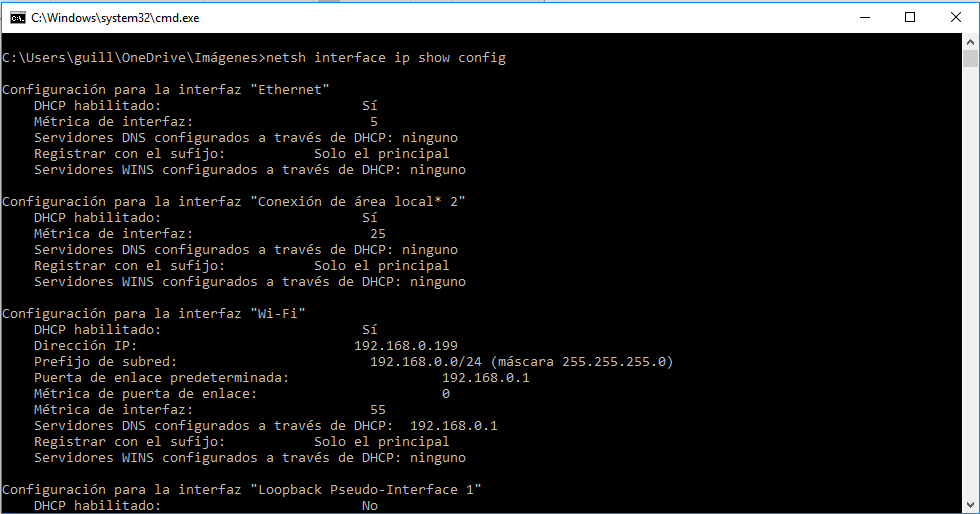 C:\Windows\system32\cmd.exe
C:\Users\guill\OneDrive\Imágenes>netsh interface ip show config
Configuración para la interfaz "Ethernet"
DHCP habilitado: Sí
Métrica de interfaz: 5
Servidores DNS configurados a través de DHCP: ninguno
Registrar con el sufijo: Solo el principal
Servidores WINS configurados a través de DHCP: ninguno
Configuración para la interfaz "Conexión de área local* 2"
DHCP habilitado: Sí
Métrica de interfaz: 25
Servidores DNS configurados a través de DHCP: ninguno
Registrar con el sufijo: Solo el principal
Servidores WINS configurados a través de DHCP: ninguno
Configuración para la interfaz "Wi-Fi"
DHCP habilitado: Sí
Dirección IP: 192.168.0.199
Prefijo de subred: 192.168.0.0/24 (máscara 255.255.255.0)
Puerta de enlace predeterminada: 192.168.0.1
Métrica de puerta de enlace: 0
Métrica de interfaz: 55
Servidores DNS configurados a través de DHCP: 192.168.0.1
Registrar con el sufijo: Solo el principal
Servidores WINS configurados a través de DHCP: ninguno
Configuración para la interfaz "Loopback Pseudo-Interface 1"
DHCP habilitado: No